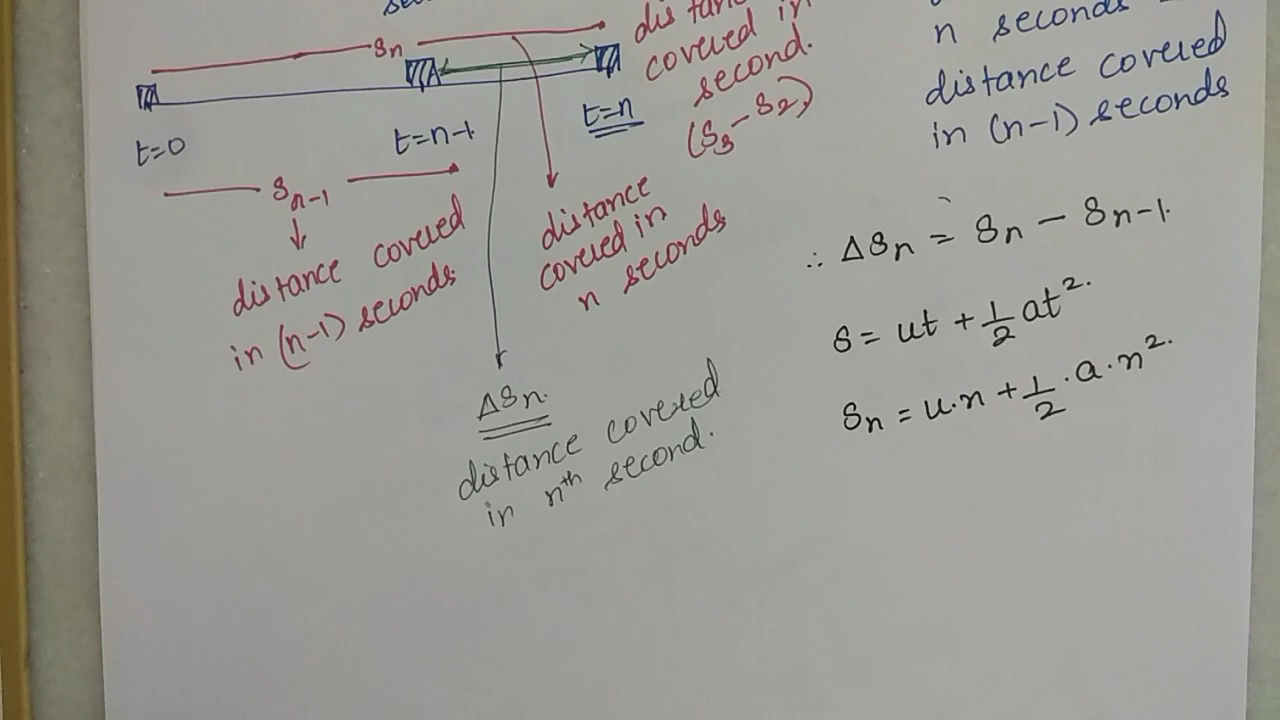 Sn
t=0
t=n-1
t=n
Sn-1
distance covered
in (n-1) seconds
distance
covered in
n seconds
covered in
second.
(S3-S2)
ΔSn.
distance covered
in nth second.
n seconds
distance covered
in (n-1) seconds
∴ ΔSn = Sn - Sn-1.
S = ut + 1/2 at².
Sn = u.n + 1/2 . a . n².